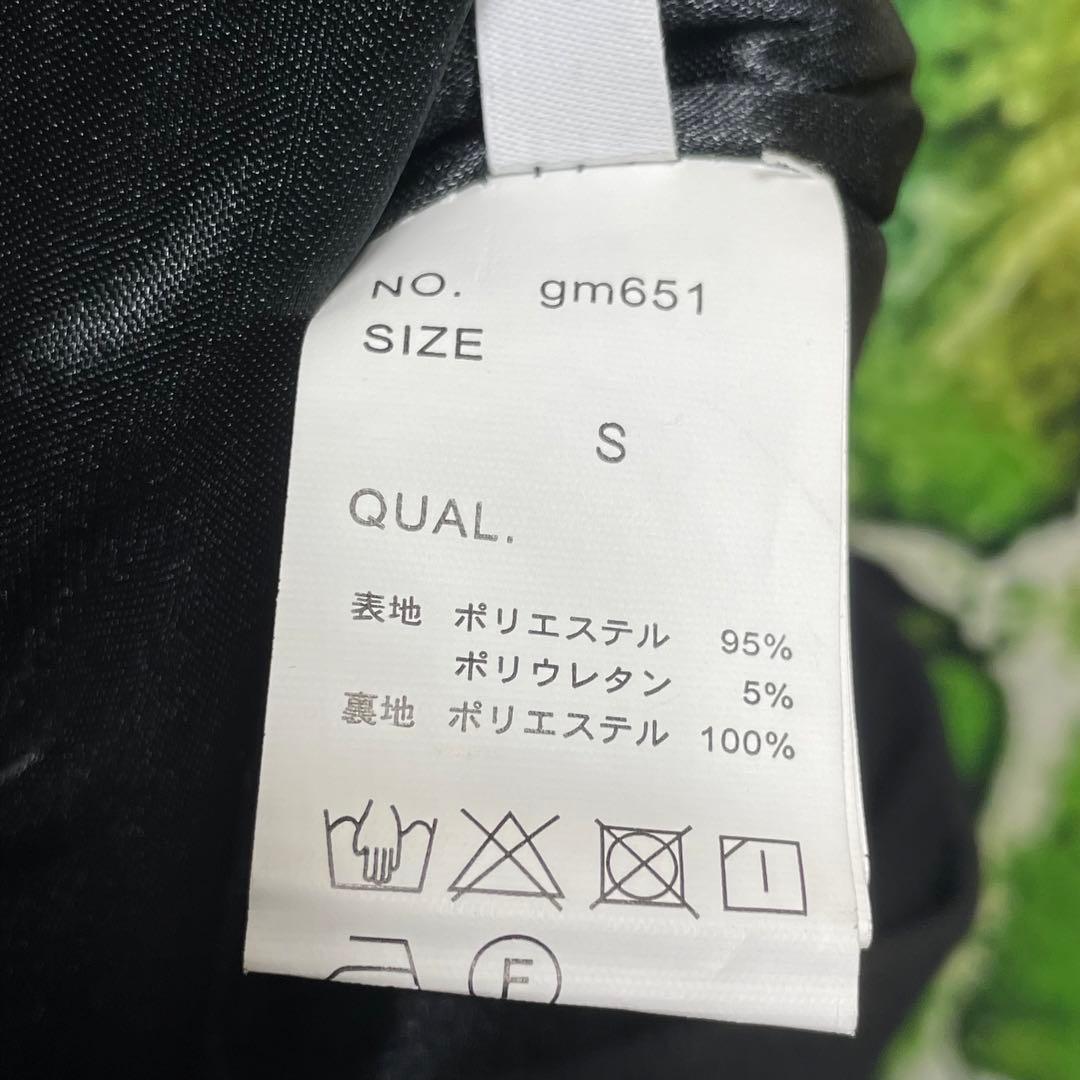 NO. gm651
SIZE
S
QUAL.
表地 ポリエステル 95%
ポリウレタン 5%
裏地 ポリエステル 100%
F